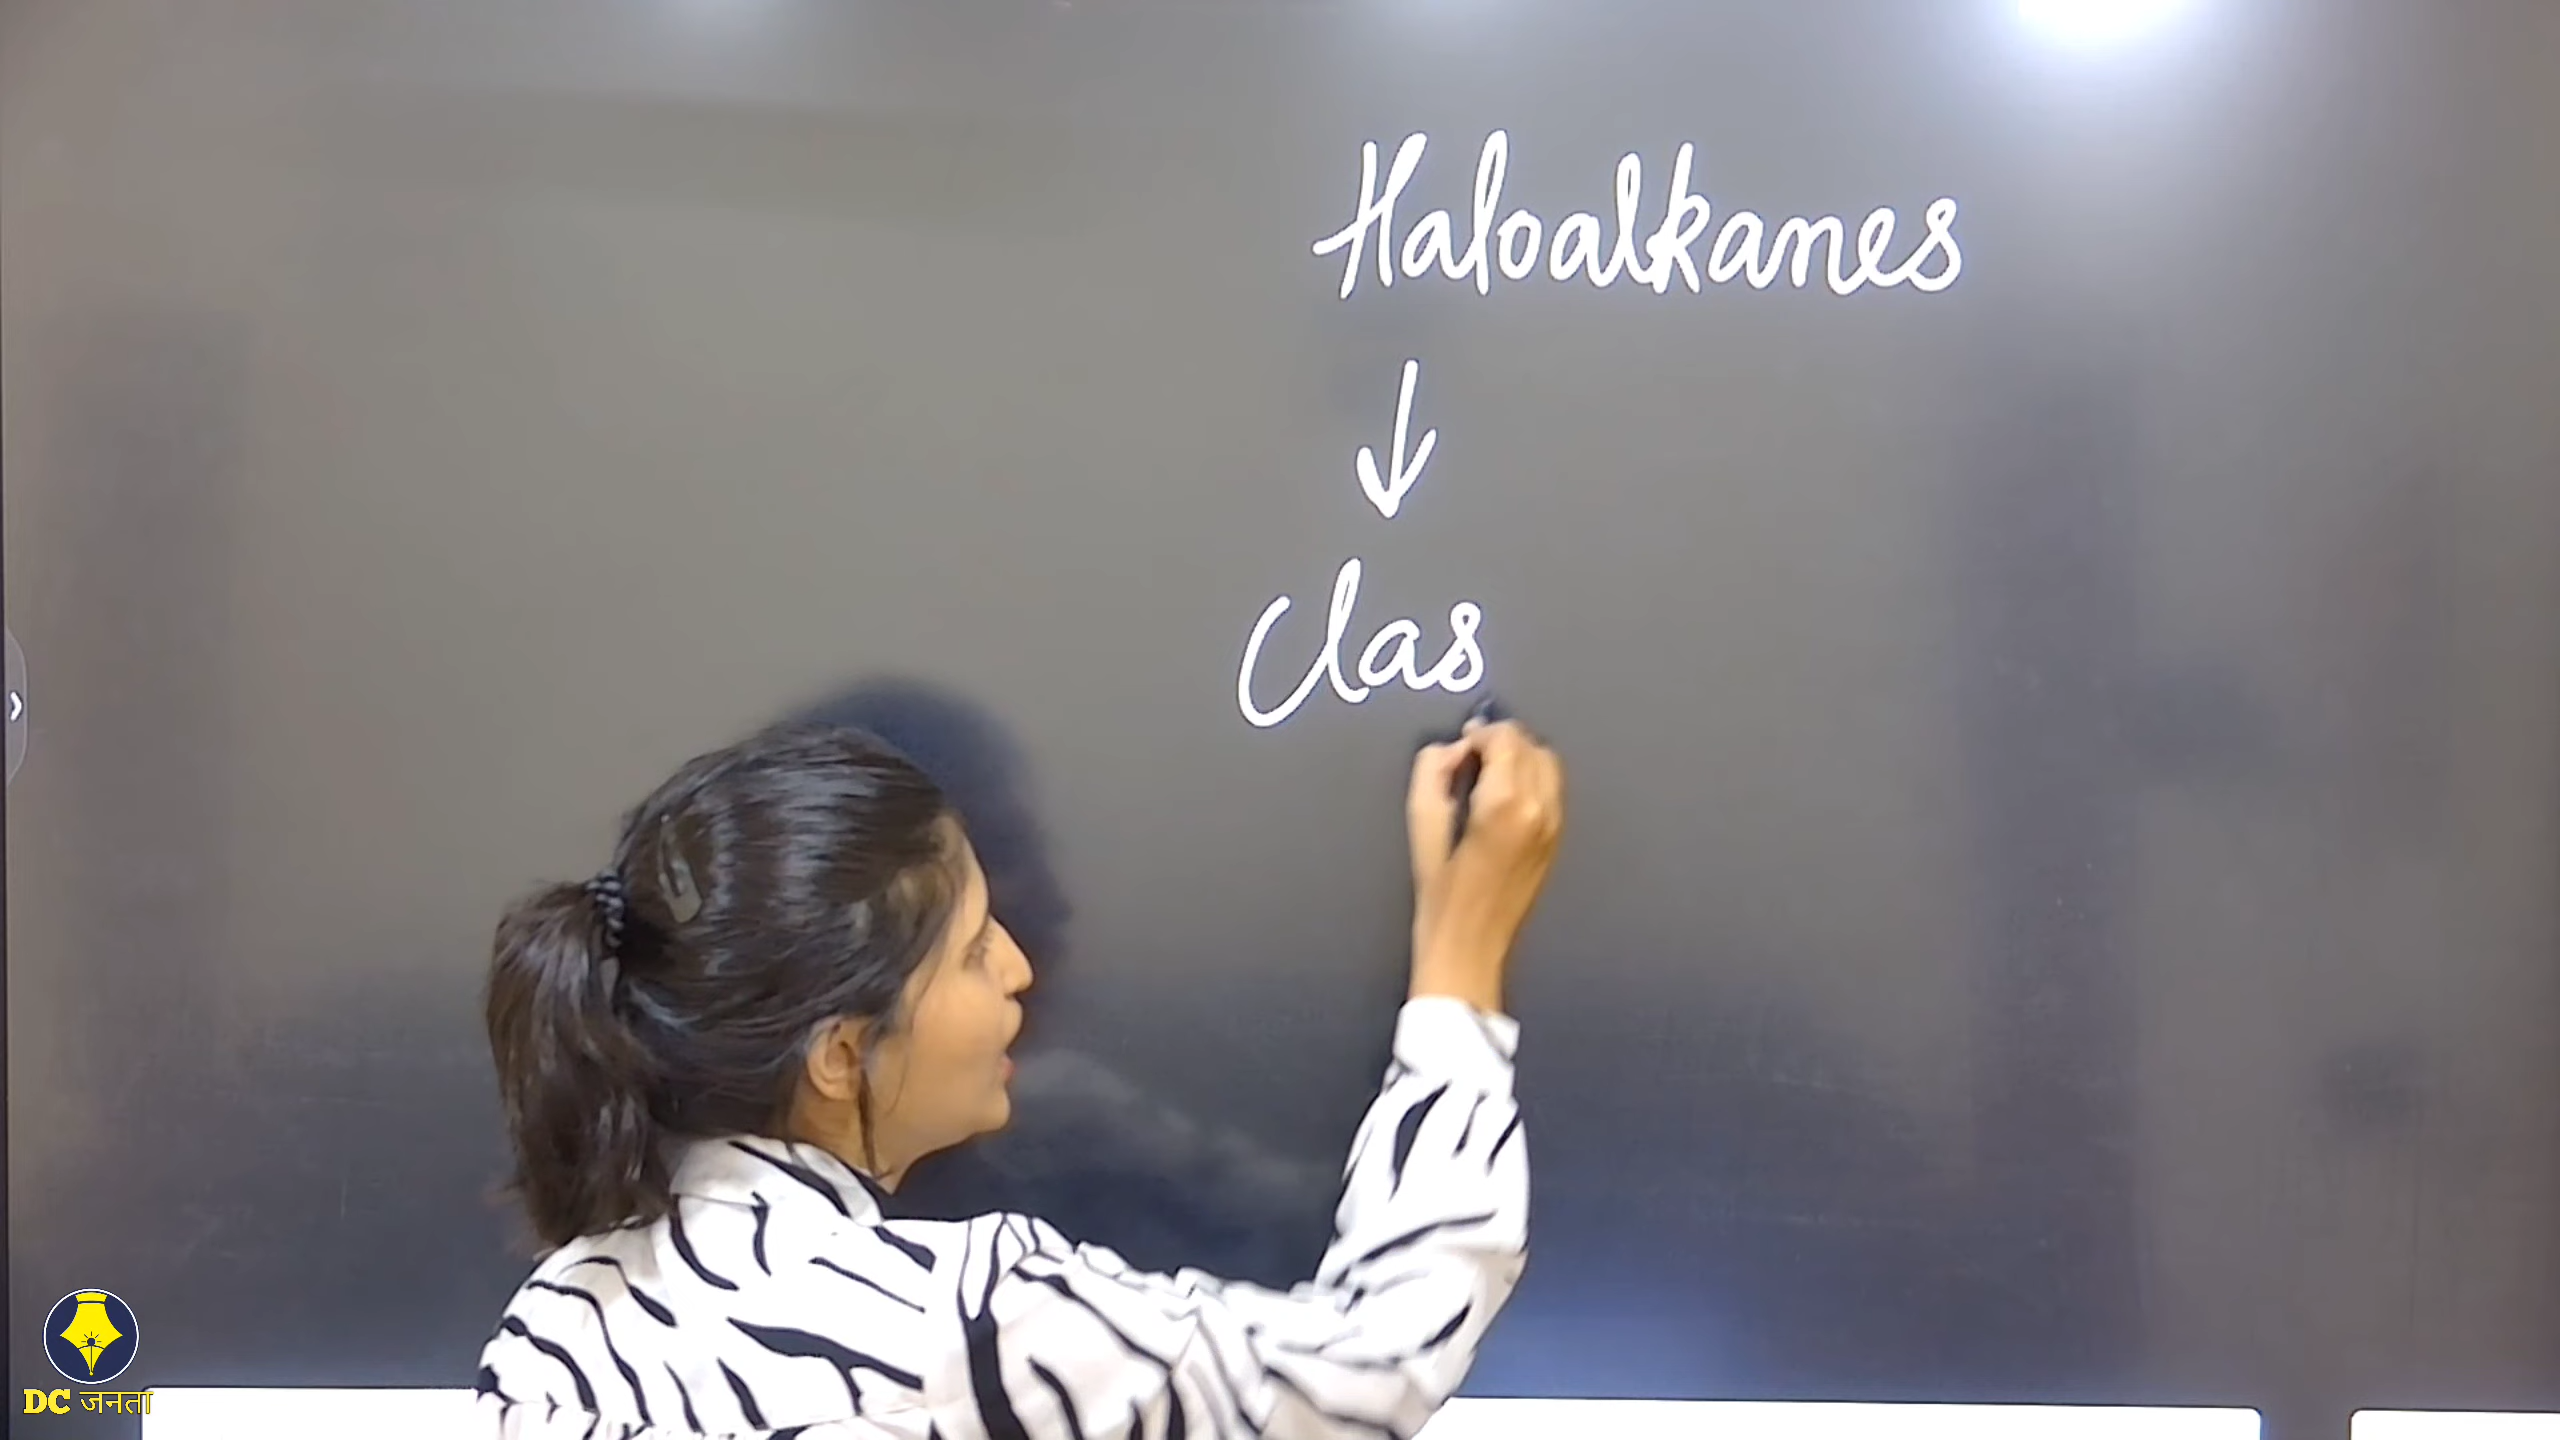 Haloalkanes
↓
Clas
DC जनता